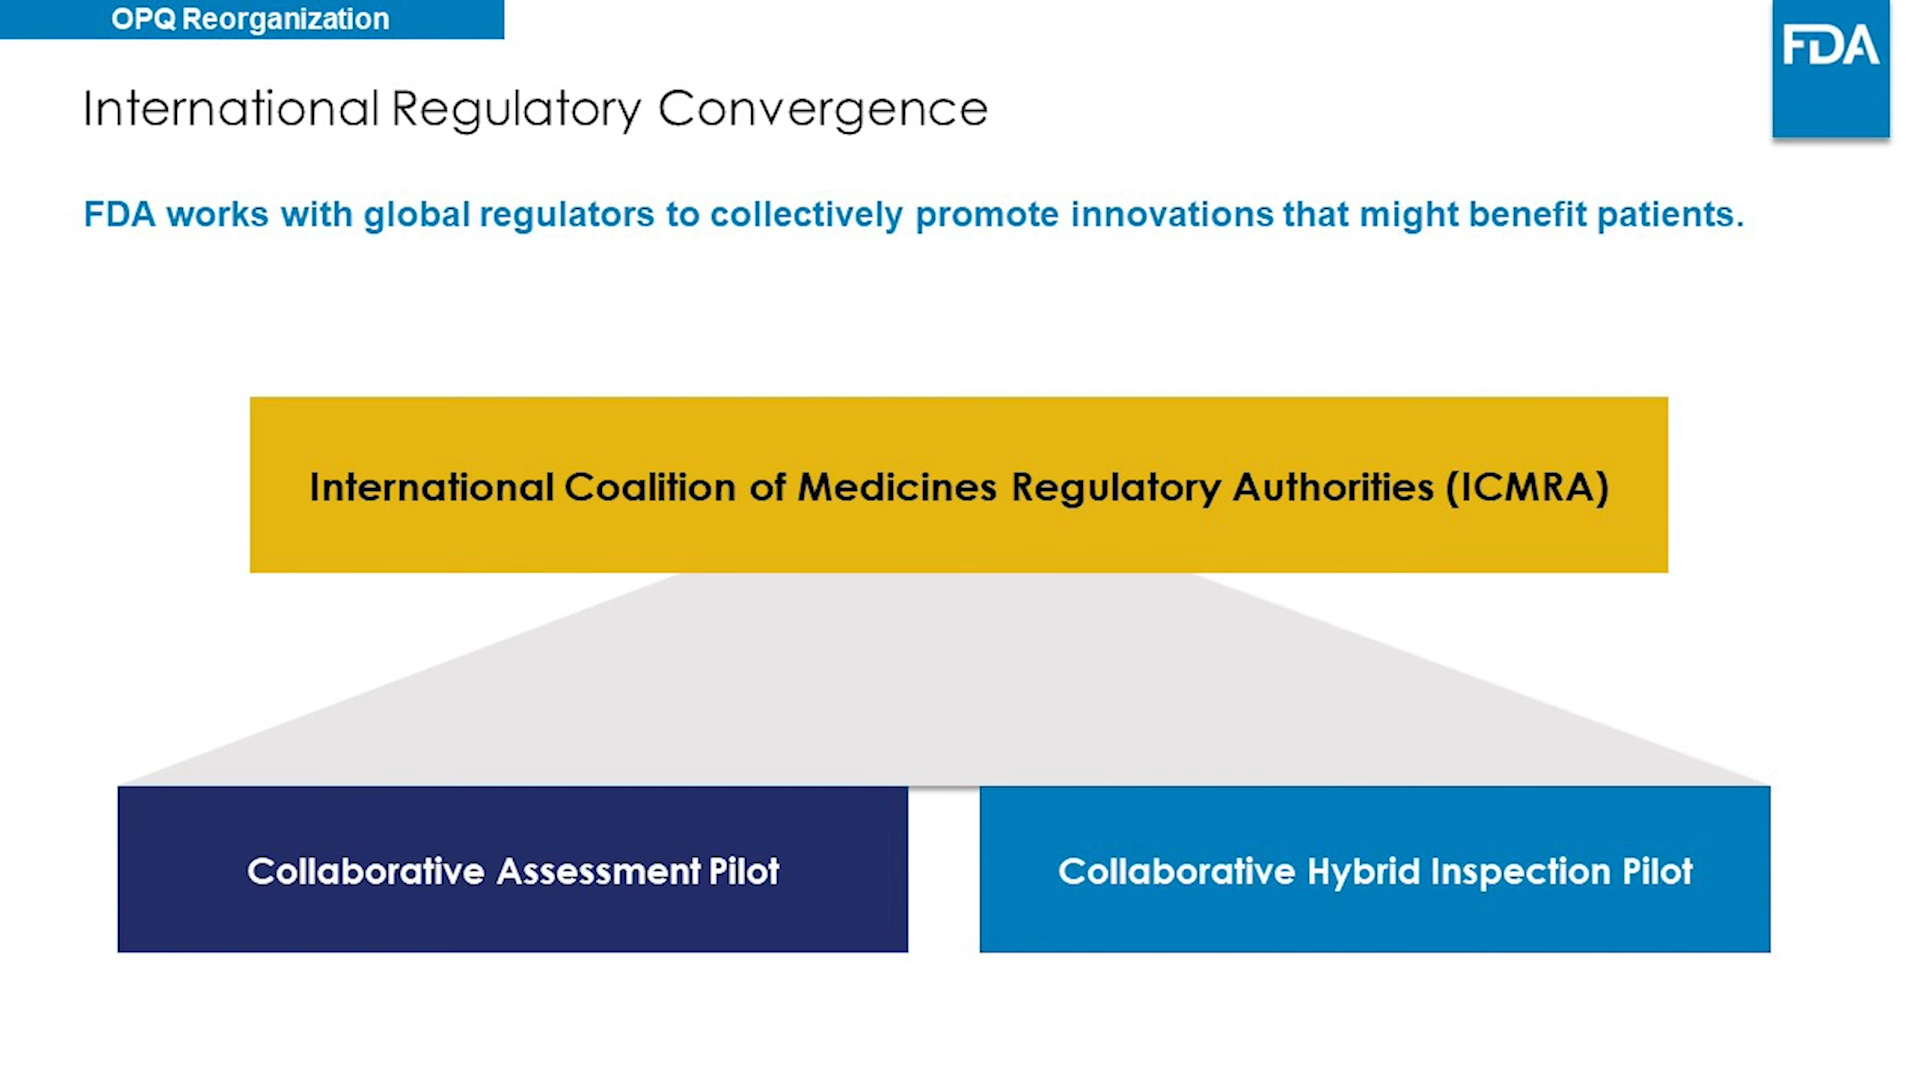 OPQ Reorganization
FDA
International Regulatory Convergence
FDA works with global regulators to collectively promote innovations that might benefit patients.
International Coalition of Medicines Regulatory Authorities (ICMRA)
Collaborative Assessment Pilot
Collaborative Hybrid Inspection Pilot